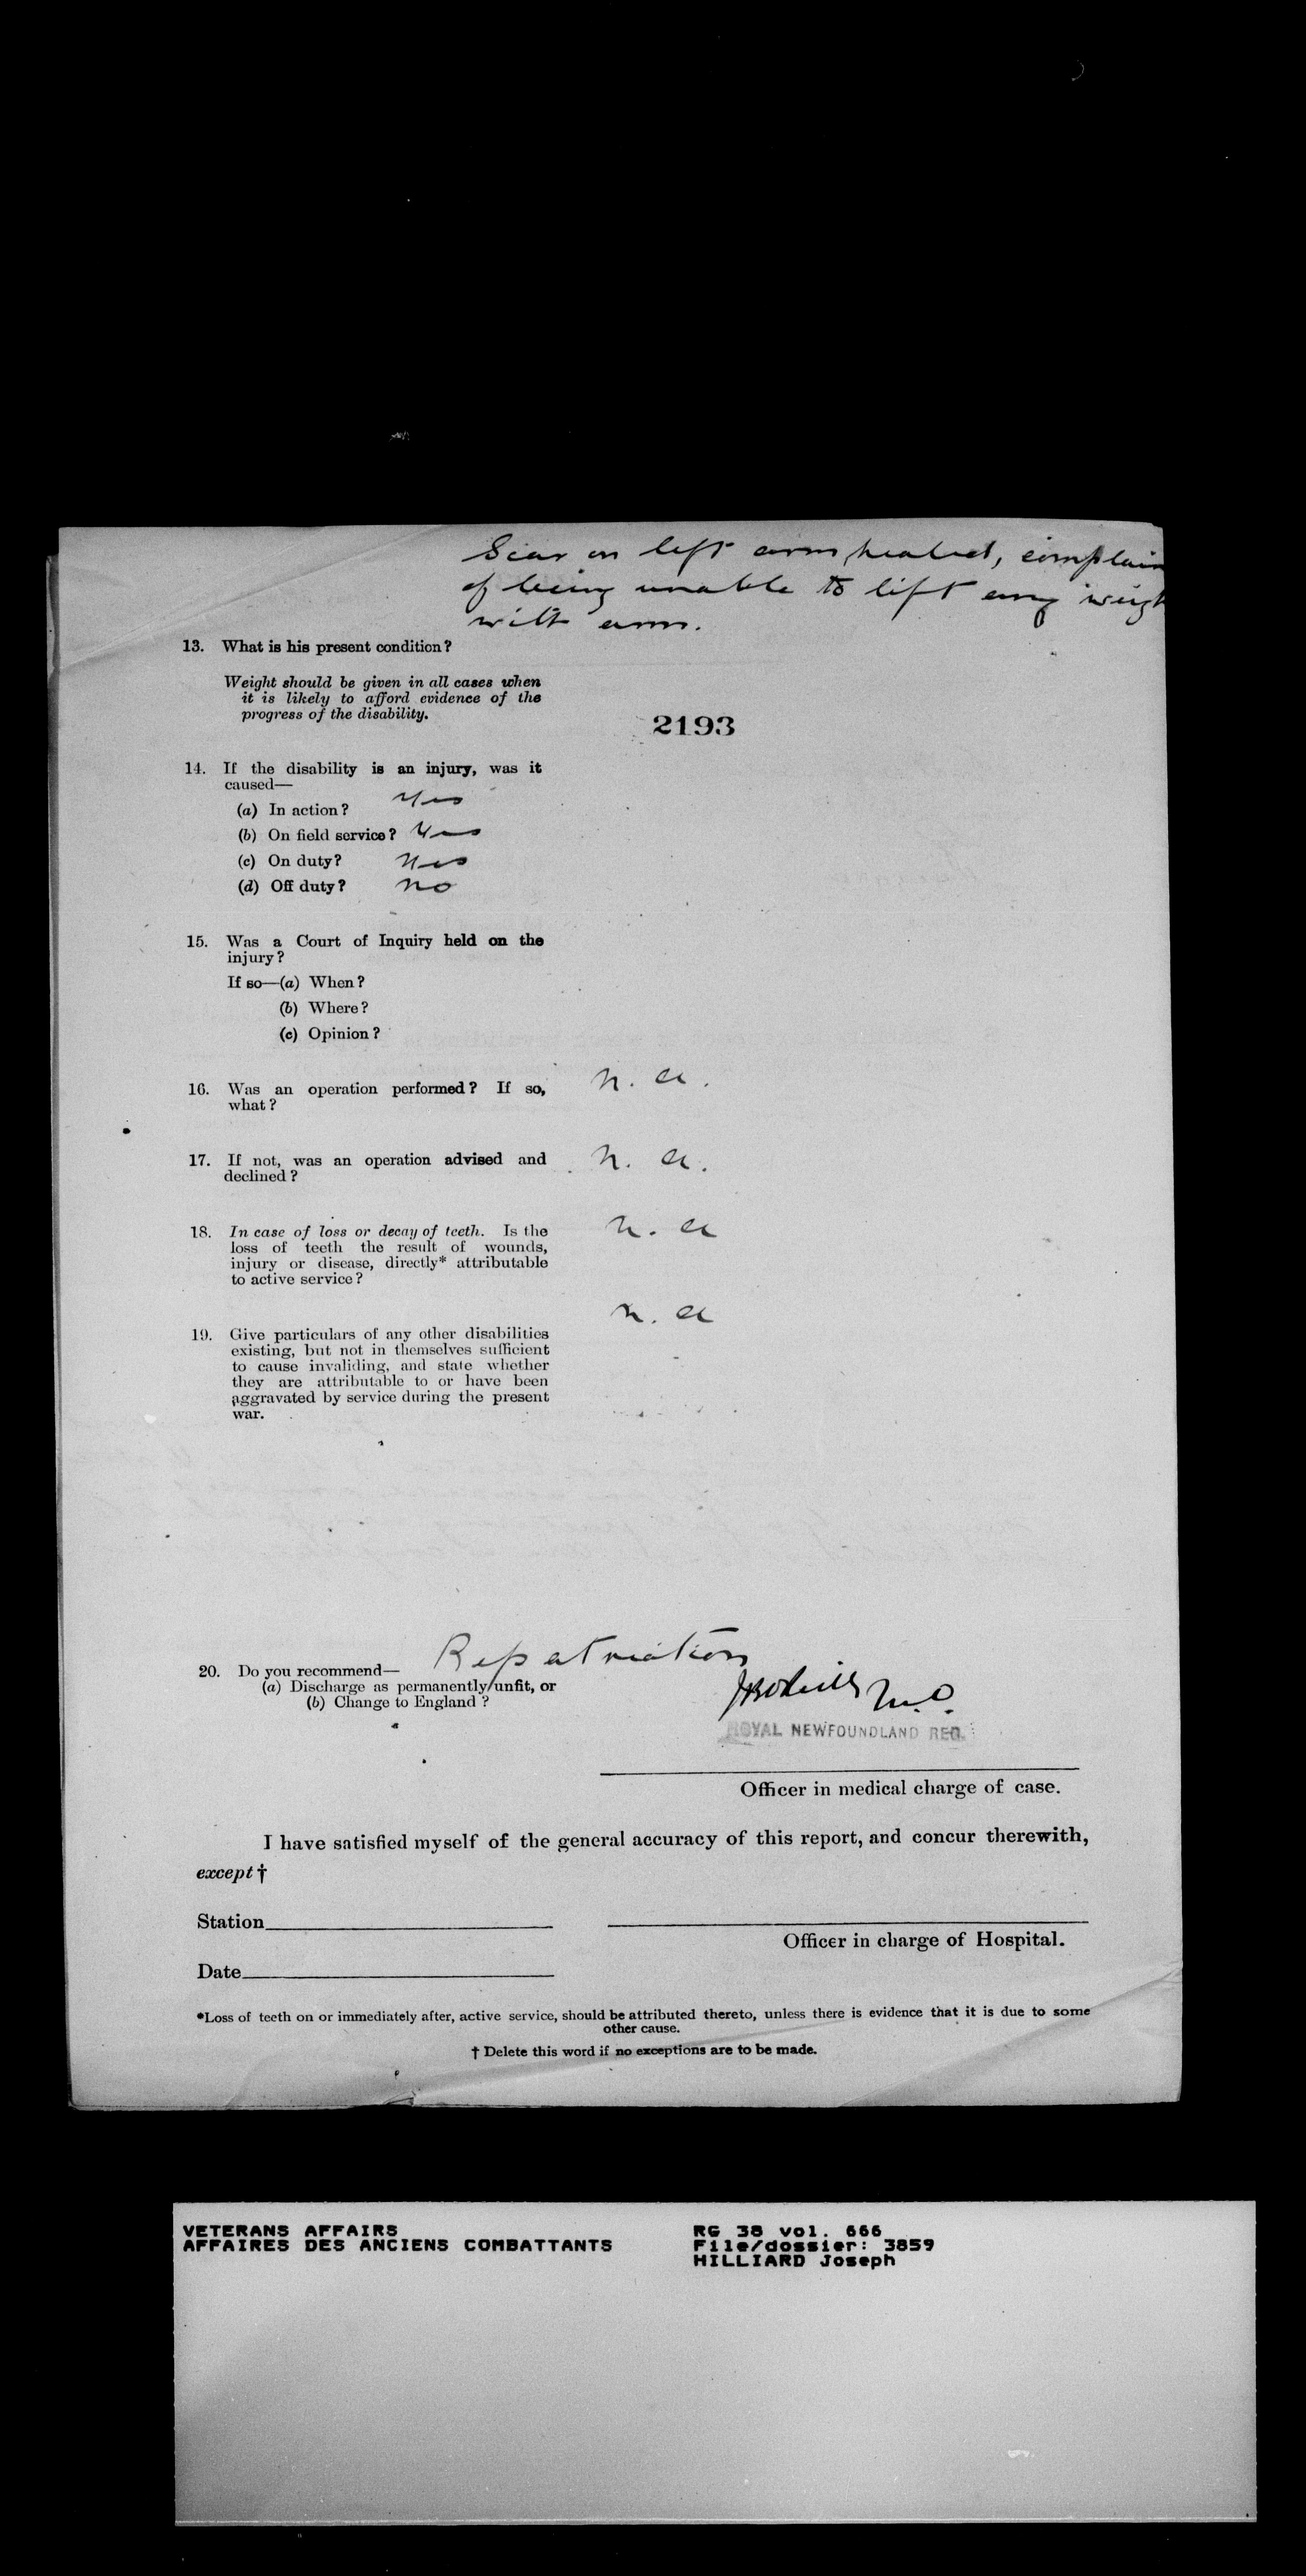 Scar on left arm, healed, complain
of being unable to lift any weigh
with arm.
13. What is his present condition?
Weight should be given in all cases when
it is likely to afford evidence of the
progress of the disability.
2193
14. If the disability is an injury, was it
caused—
(a) In action? Yes
(b) On field service? Yes
(c) On duty? Yes
(d) Off duty? no
15. Was a Court of Inquiry held on the
injury?
If so—(a) When?
(b) Where?
(c) Opinion?
16. Was an operation performed? If so, n. a.
what?
17. If not, was an operation advised and n. a.
declined?
18. In case of loss or decay of teeth. Is the n. a
loss of teeth the result of wounds,
injury or disease, directly* attributable
to active service?
n. a
19. Give particulars of any other disabilities
existing, but not in themselves sufficient
to cause invaliding, and state whether
they are attributable to or have been
aggravated by service during the present
war.
Repatriation
20. Do you recommend—
(a) Discharge as permanently unfit, or
(b) Change to England?
M.O.
ROYAL NEWFOUNDLAND REG.
Officer in medical charge of case.
I have satisfied myself of the general accuracy of this report, and concur therewith,
except †
Station
Officer in charge of Hospital.
Date
*Loss of teeth on or immediately after, active service, should be attributed thereto, unless there is evidence that it is due to some
other cause.
† Delete this word if no exceptions are to be made.
VETERANS AFFAIRS RG 38 vol. 666
AFFAIRES DES ANCIENS COMBATTANTS File/dossier: 3859
HILLIARD Joseph